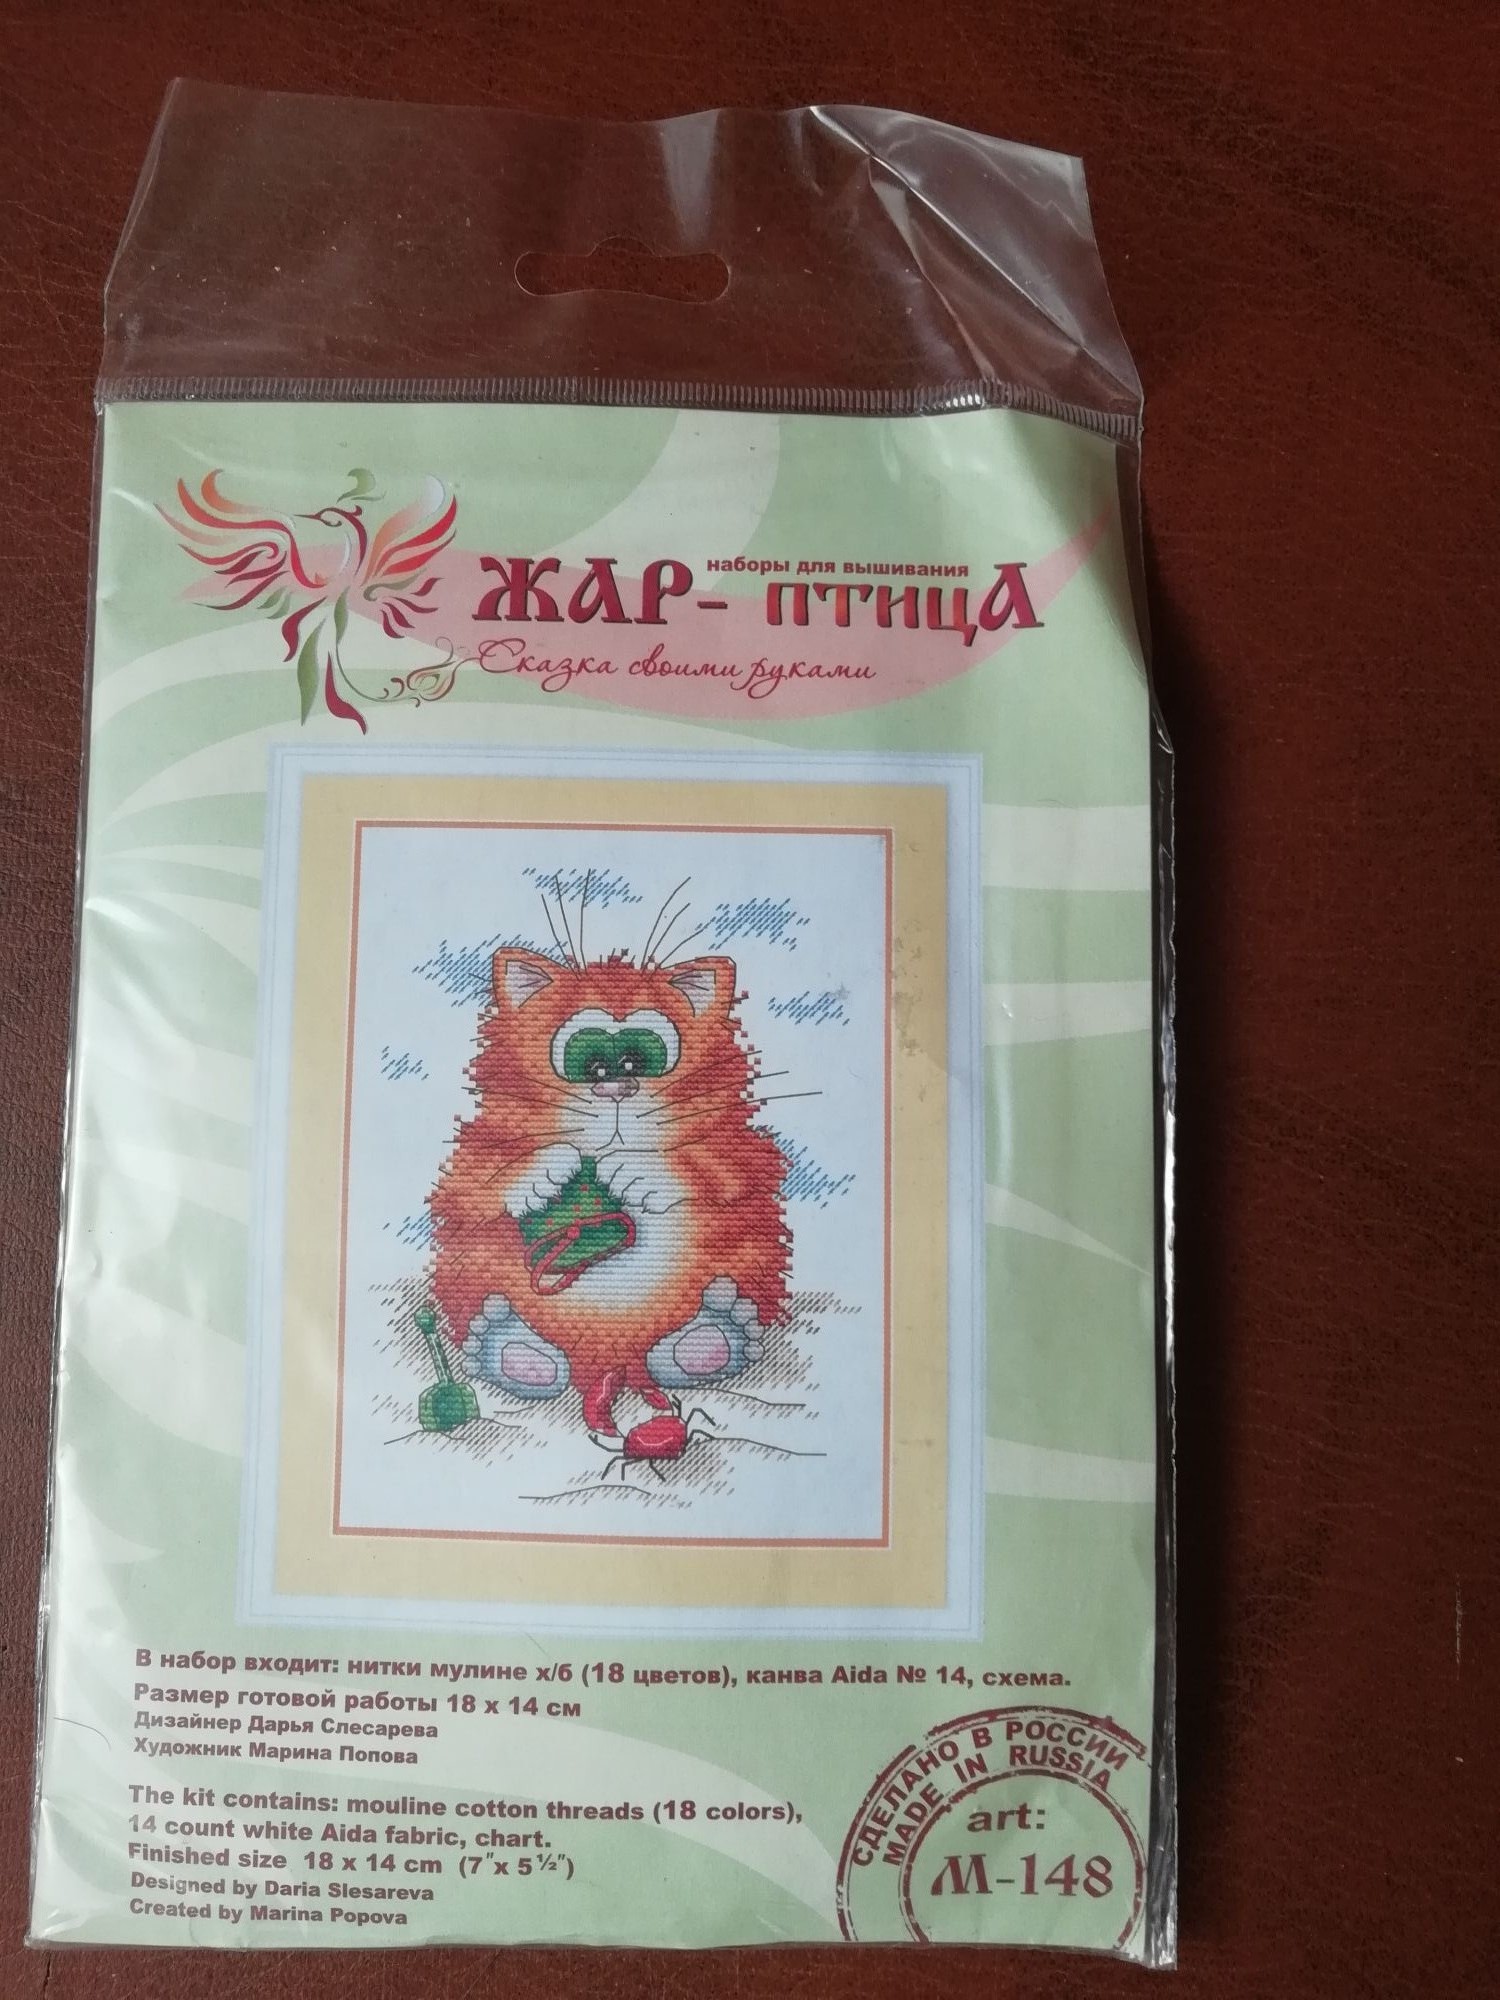 наборы для вышивания
ЖАР-ПТИЦА
Сказка своими руками
В набор входит: нитки мулине х/б (18 цветов), канва Aida № 14, схема.
Размер готовой работы 18 х 14 см
Дизайнер Дарья Слесарева
Художник Марина Попова
The kit contains: mouline cotton threads (18 colors),
14 count white Aida fabric, chart.
Finished size 18 x 14 cm (7"x 5½")
Designed by Daria Slesareva
Created by Marina Popova
СДЕЛАНО В РОССИИ
MADE IN RUSSIA
art:
М-148